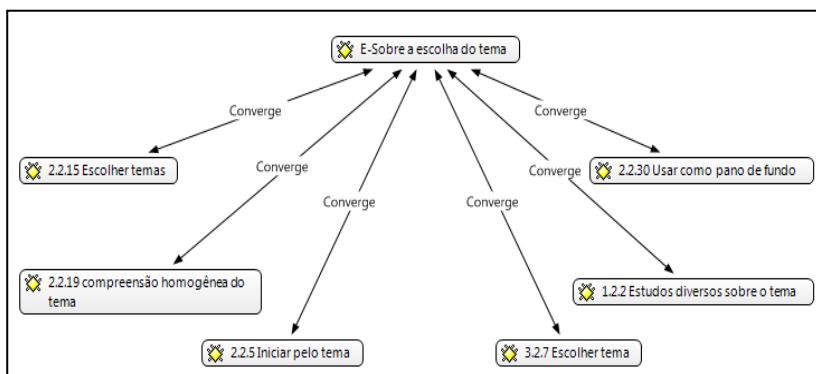 E-Sobre a escolha do tema
Converge
Converge
2.2.15 Escolher temas
Converge
Converge
2.2.30 Usar como pano de fundo
Converge
Converge
2.2.19 compreensão homogênea do
tema
1.2.2 Estudos diversos sobre o tema
2.2.5 Iniciar pelo tema
3.2.7 Escolher tema